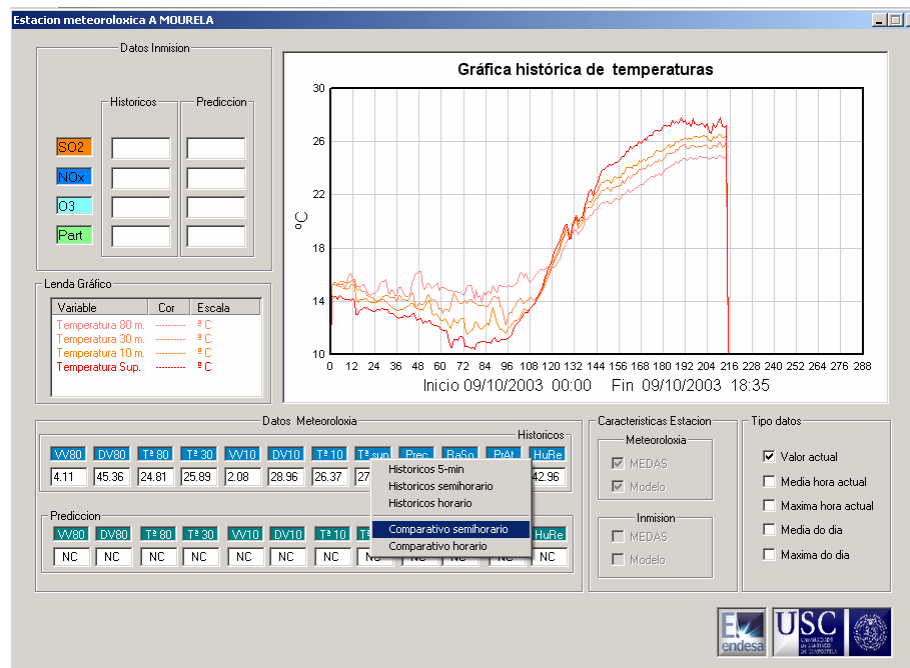 Estacion meteoroloxica A MOURELA
Datos Inmision
Historicos Prediccion
SO2
NOx
O3
Part
Lenda Gráfico
Variable Cor Escala
Temperatura 80 m. --------- ª C
Temperatura 30 m. --------- ª C
Temperatura 10 m. --------- ª C
Temperatura Sup. --------- ª C
Gráfica histórica de temperaturas
30
26
22
18
14
10
ºC
0 12 24 36 48 60 72 84 96 108 120 132 144 156 168 180 192 204 216 228 240 252 264 276 288
Inicio 09/10/2003 00:00 Fin 09/10/2003 18:35
Datos Meteoroloxia
Historicos
VV80 DV80 Tª 80 Tª 30 VV10 DV10 Tª 10 Tª sup Prec RaSo PrAt HuRe
4.11 45.36 24.81 25.89 2.08 28.96 26.37 27 42.96
Historicos 5-min
Historicos semihorario
Historicos horario
Comparativo semihorario
Comparativo horario
Prediccion
VV80 DV80 Tª 80 Tª 30 VV10 DV10 Tª 10 HuRe
NC NC NC NC NC NC NC NC NC NC NC NC
Caracteristicas Estacion
Meteoroloxia
MEDAS
Modelo
Inmision
MEDAS
Modelo
Tipo datos
Valor actual
Media hora actual
Maxima hora actual
Media do dia
Maxima do dia
endesa
USC